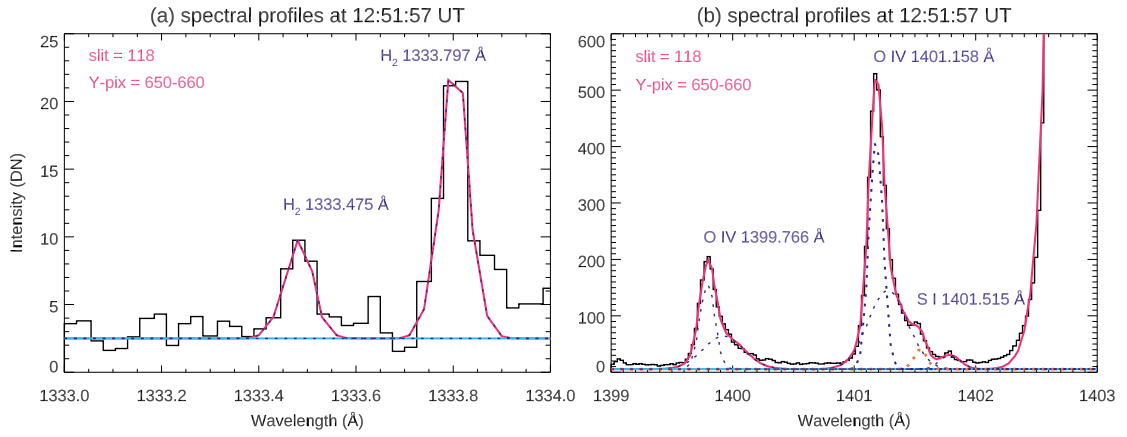 (a) spectral profiles at 12:51:57 UT
slit = 118
Y-pix = 650-660
H₂ 1333.797 Å
H₂ 1333.475 Å
Intensity (DN)
25
20
15
10
5
0
1333.0
1333.2
1333.4
1333.6
1333.8
1334.0
Wavelength (Å)
(b) spectral profiles at 12:51:57 UT
slit = 118
Y-pix = 650-660
O IV 1401.158 Å
O IV 1399.766 Å
S I 1401.515 Å
600
500
400
300
200
100
0
1399
1400
1401
1402
1403
Wavelength (Å)